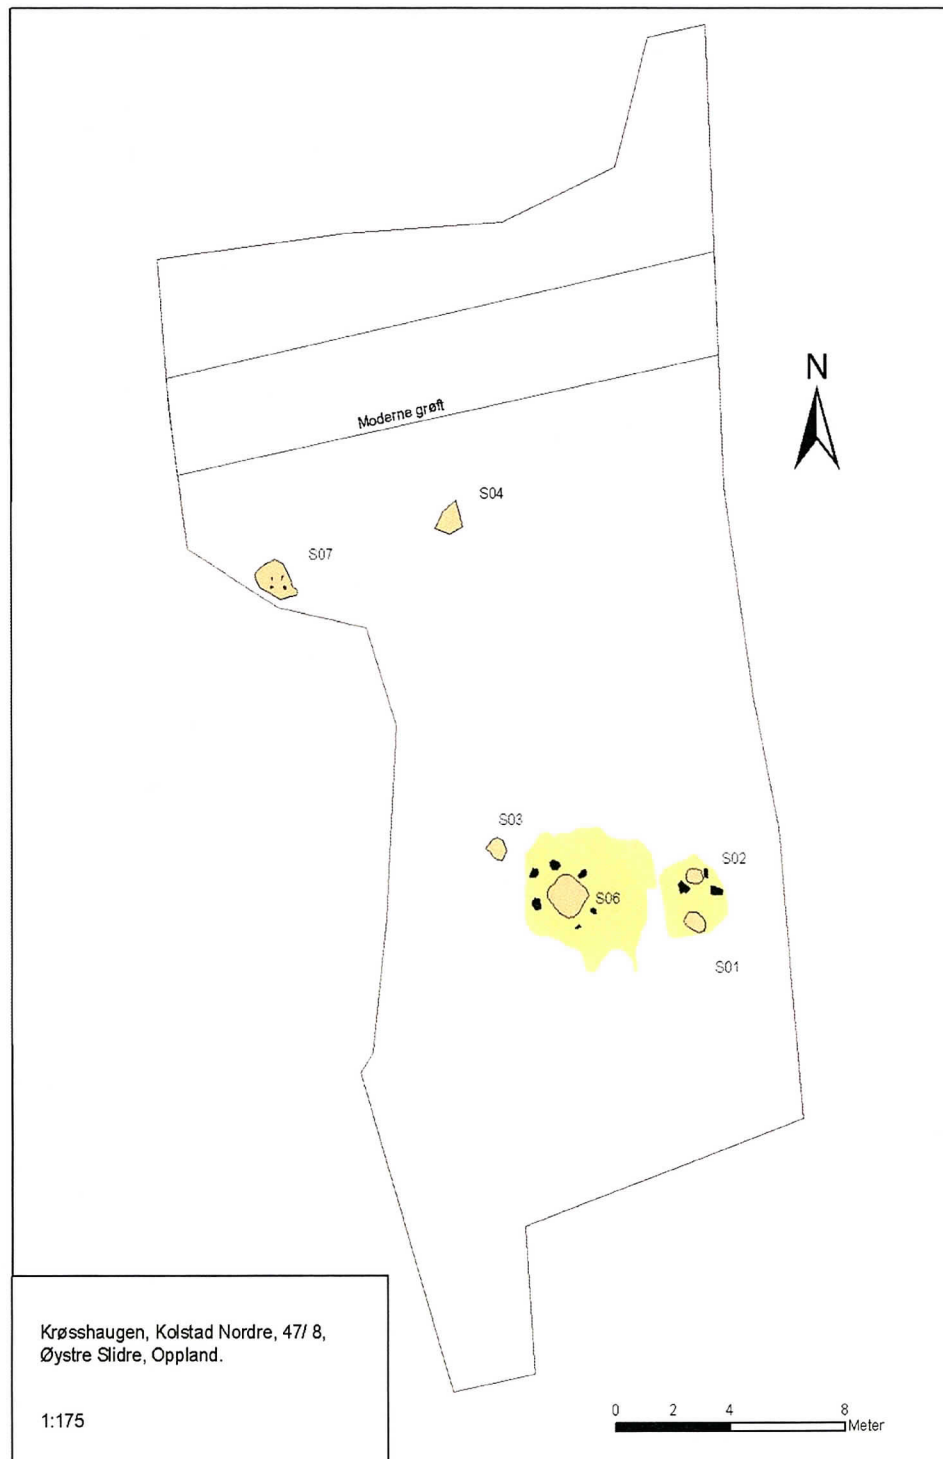 N
Moderne grøft
S04
S07
S03
S02
S06
S01
Krøsshaugen, Kolstad Nordre, 47/ 8,
Øystre Slidre, Oppland.
1:175
0 2 4 8
Meter